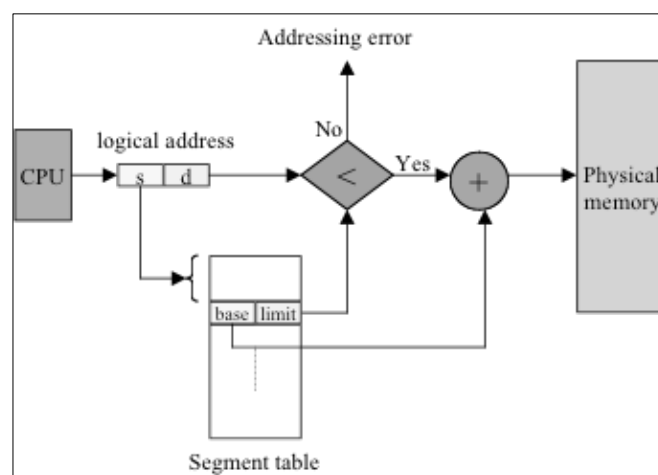 Addressing error
No
logical address
CPU
s d
<
Yes
+
Physical
memory
base limit
Segment table